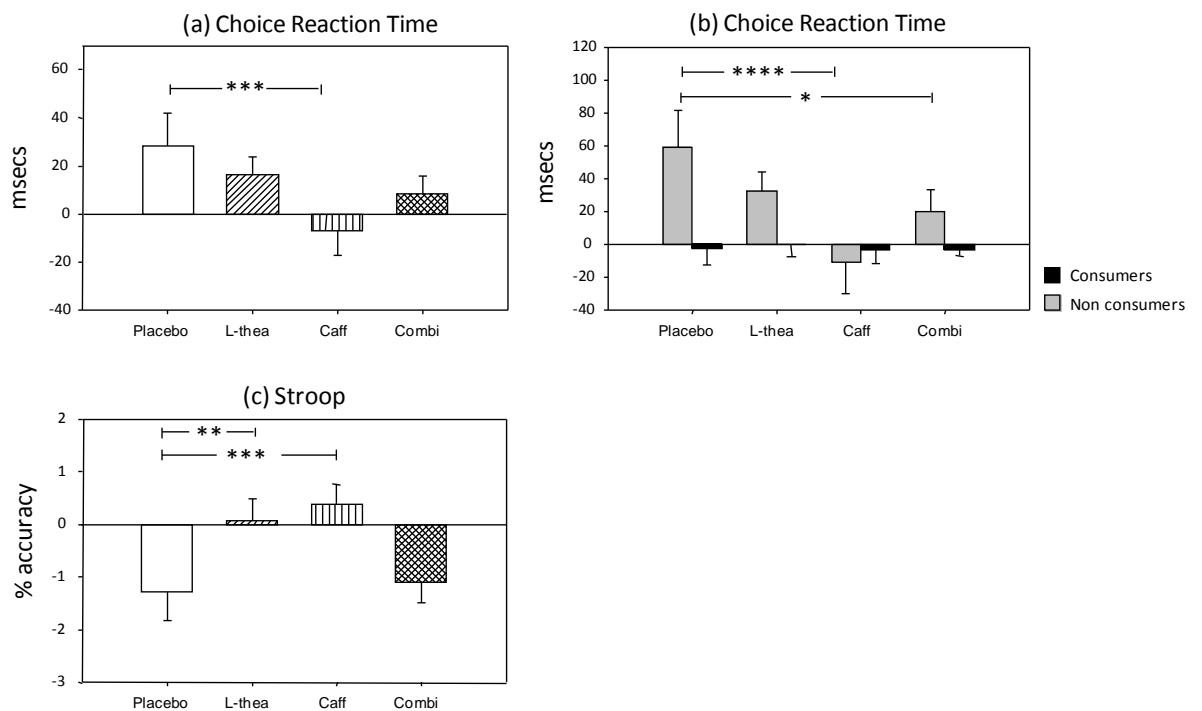 (a) Choice Reaction Time
60
40
20
0
-20
-40
msecs
***
Placebo L-thea Caff Combi
(b) Choice Reaction Time
120
100
80
60
40
20
0
-20
-40
msecs
****
*
Placebo L-thea Caff Combi
Consumers
Non consumers
(c) Stroop
2
1
0
-1
-2
-3
% accuracy
**
***
Placebo L-thea Caff Combi